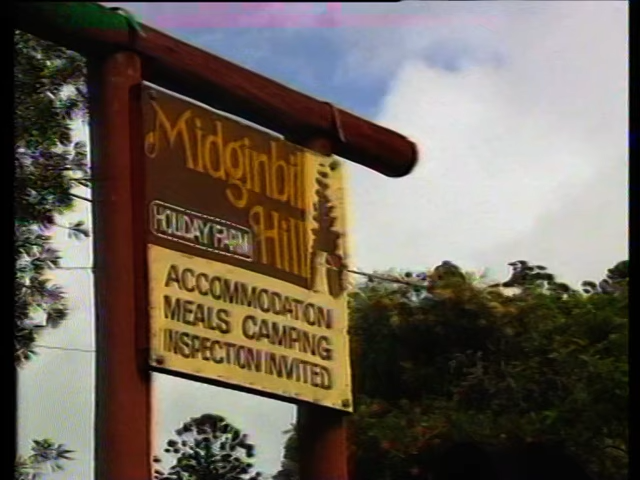 Midginbil
Hill
HOLIDAY FARM
ACCOMMODATION
MEALS CAMPING
INSPECTION INVITED